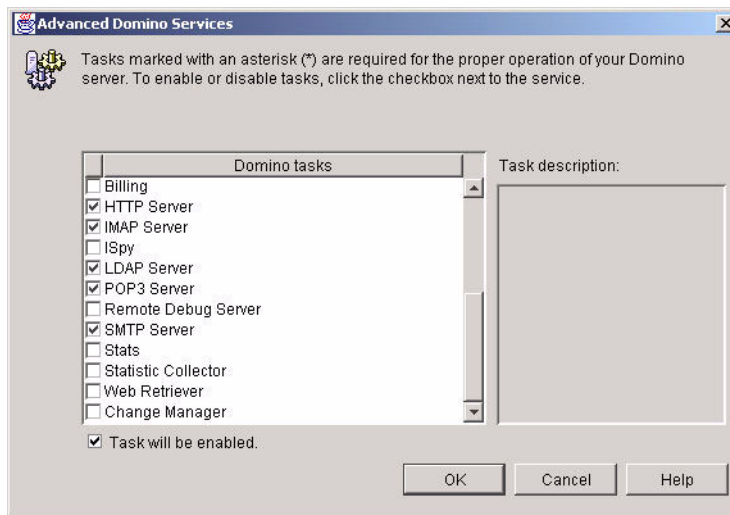 Advanced Domino Services
Tasks marked with an asterisk (*) are required for the proper operation of your Domino
server. To enable or disable tasks, click the checkbox next to the service.
Domino tasks
Task description:
Billing
HTTP Server
IMAP Server
ISpy
LDAP Server
POP3 Server
Remote Debug Server
SMTP Server
Stats
Statistic Collector
Web Retriever
Change Manager
Task will be enabled.
OK
Cancel
Help